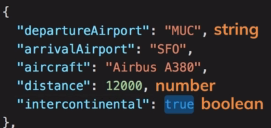 {
"departureAirport": "MUC", string
"arrivalAirport": "SFO",
"aircraft": "Airbus A380",
"distance": 12000, number
"intercontinental": true boolean
},